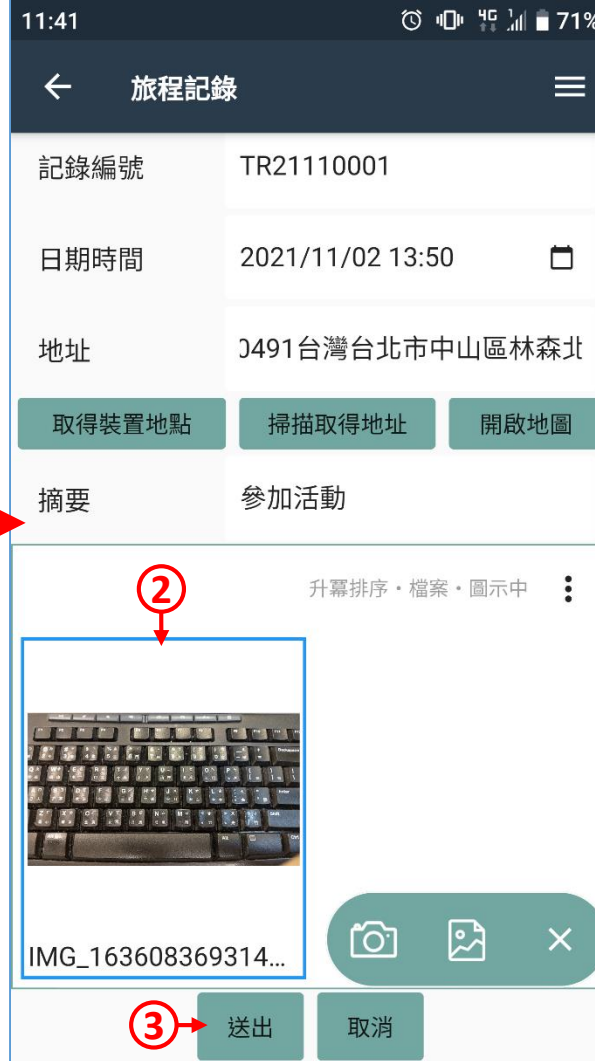 11:41 4G 71%
旅程記錄
記錄編號 TR21110001
日期時間 2021/11/02 13:50
地址 0491台灣台北市中山區林森北
取得裝置地點 掃描取得地址 開啟地圖
摘要 參加活動
②
升冪排序・檔案・圖示中
IMG_163608369314...
③ 送出 取消